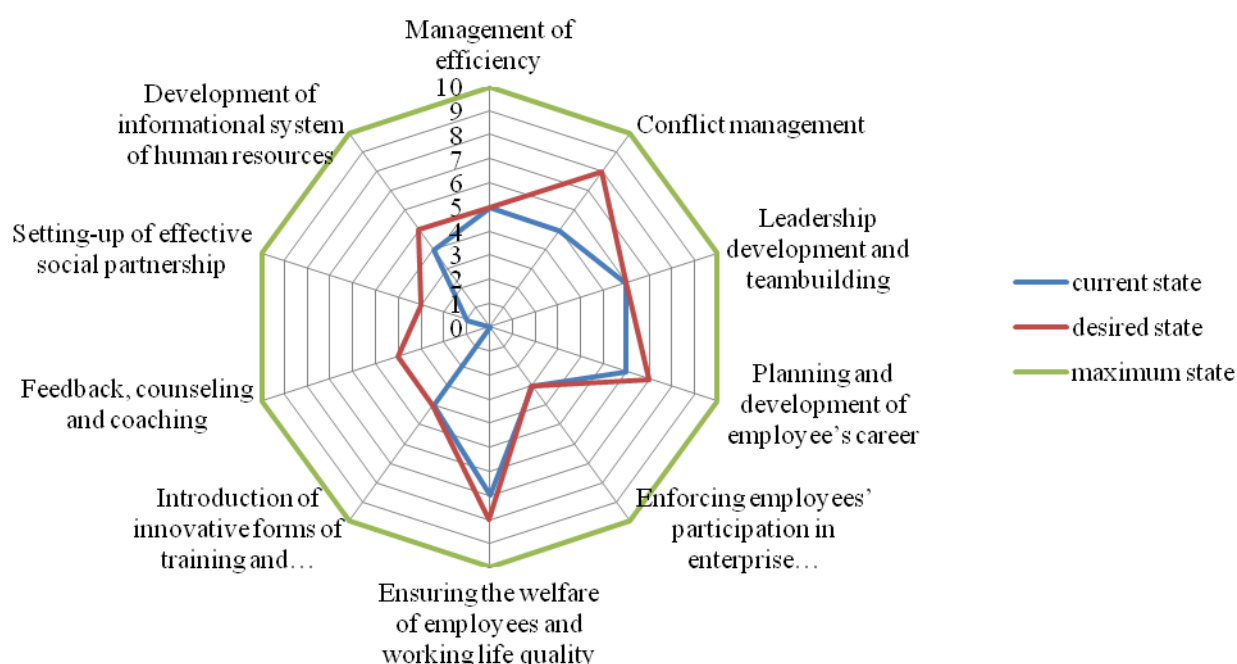 Management of
efficiency
10
9
8
7
6
5
4
3
2
1
0
Conflict management
Leadership
development and
teambuilding
Planning and
development of
employee’s career
Enforcing employees’
participation in
enterprise…
Ensuring the welfare
of employees and
working life quality
Introduction of
innovative forms of
training and…
Feedback, counseling
and coaching
Setting-up of effective
social partnership
Development of
informational system
of human resources
current state
desired state
maximum state